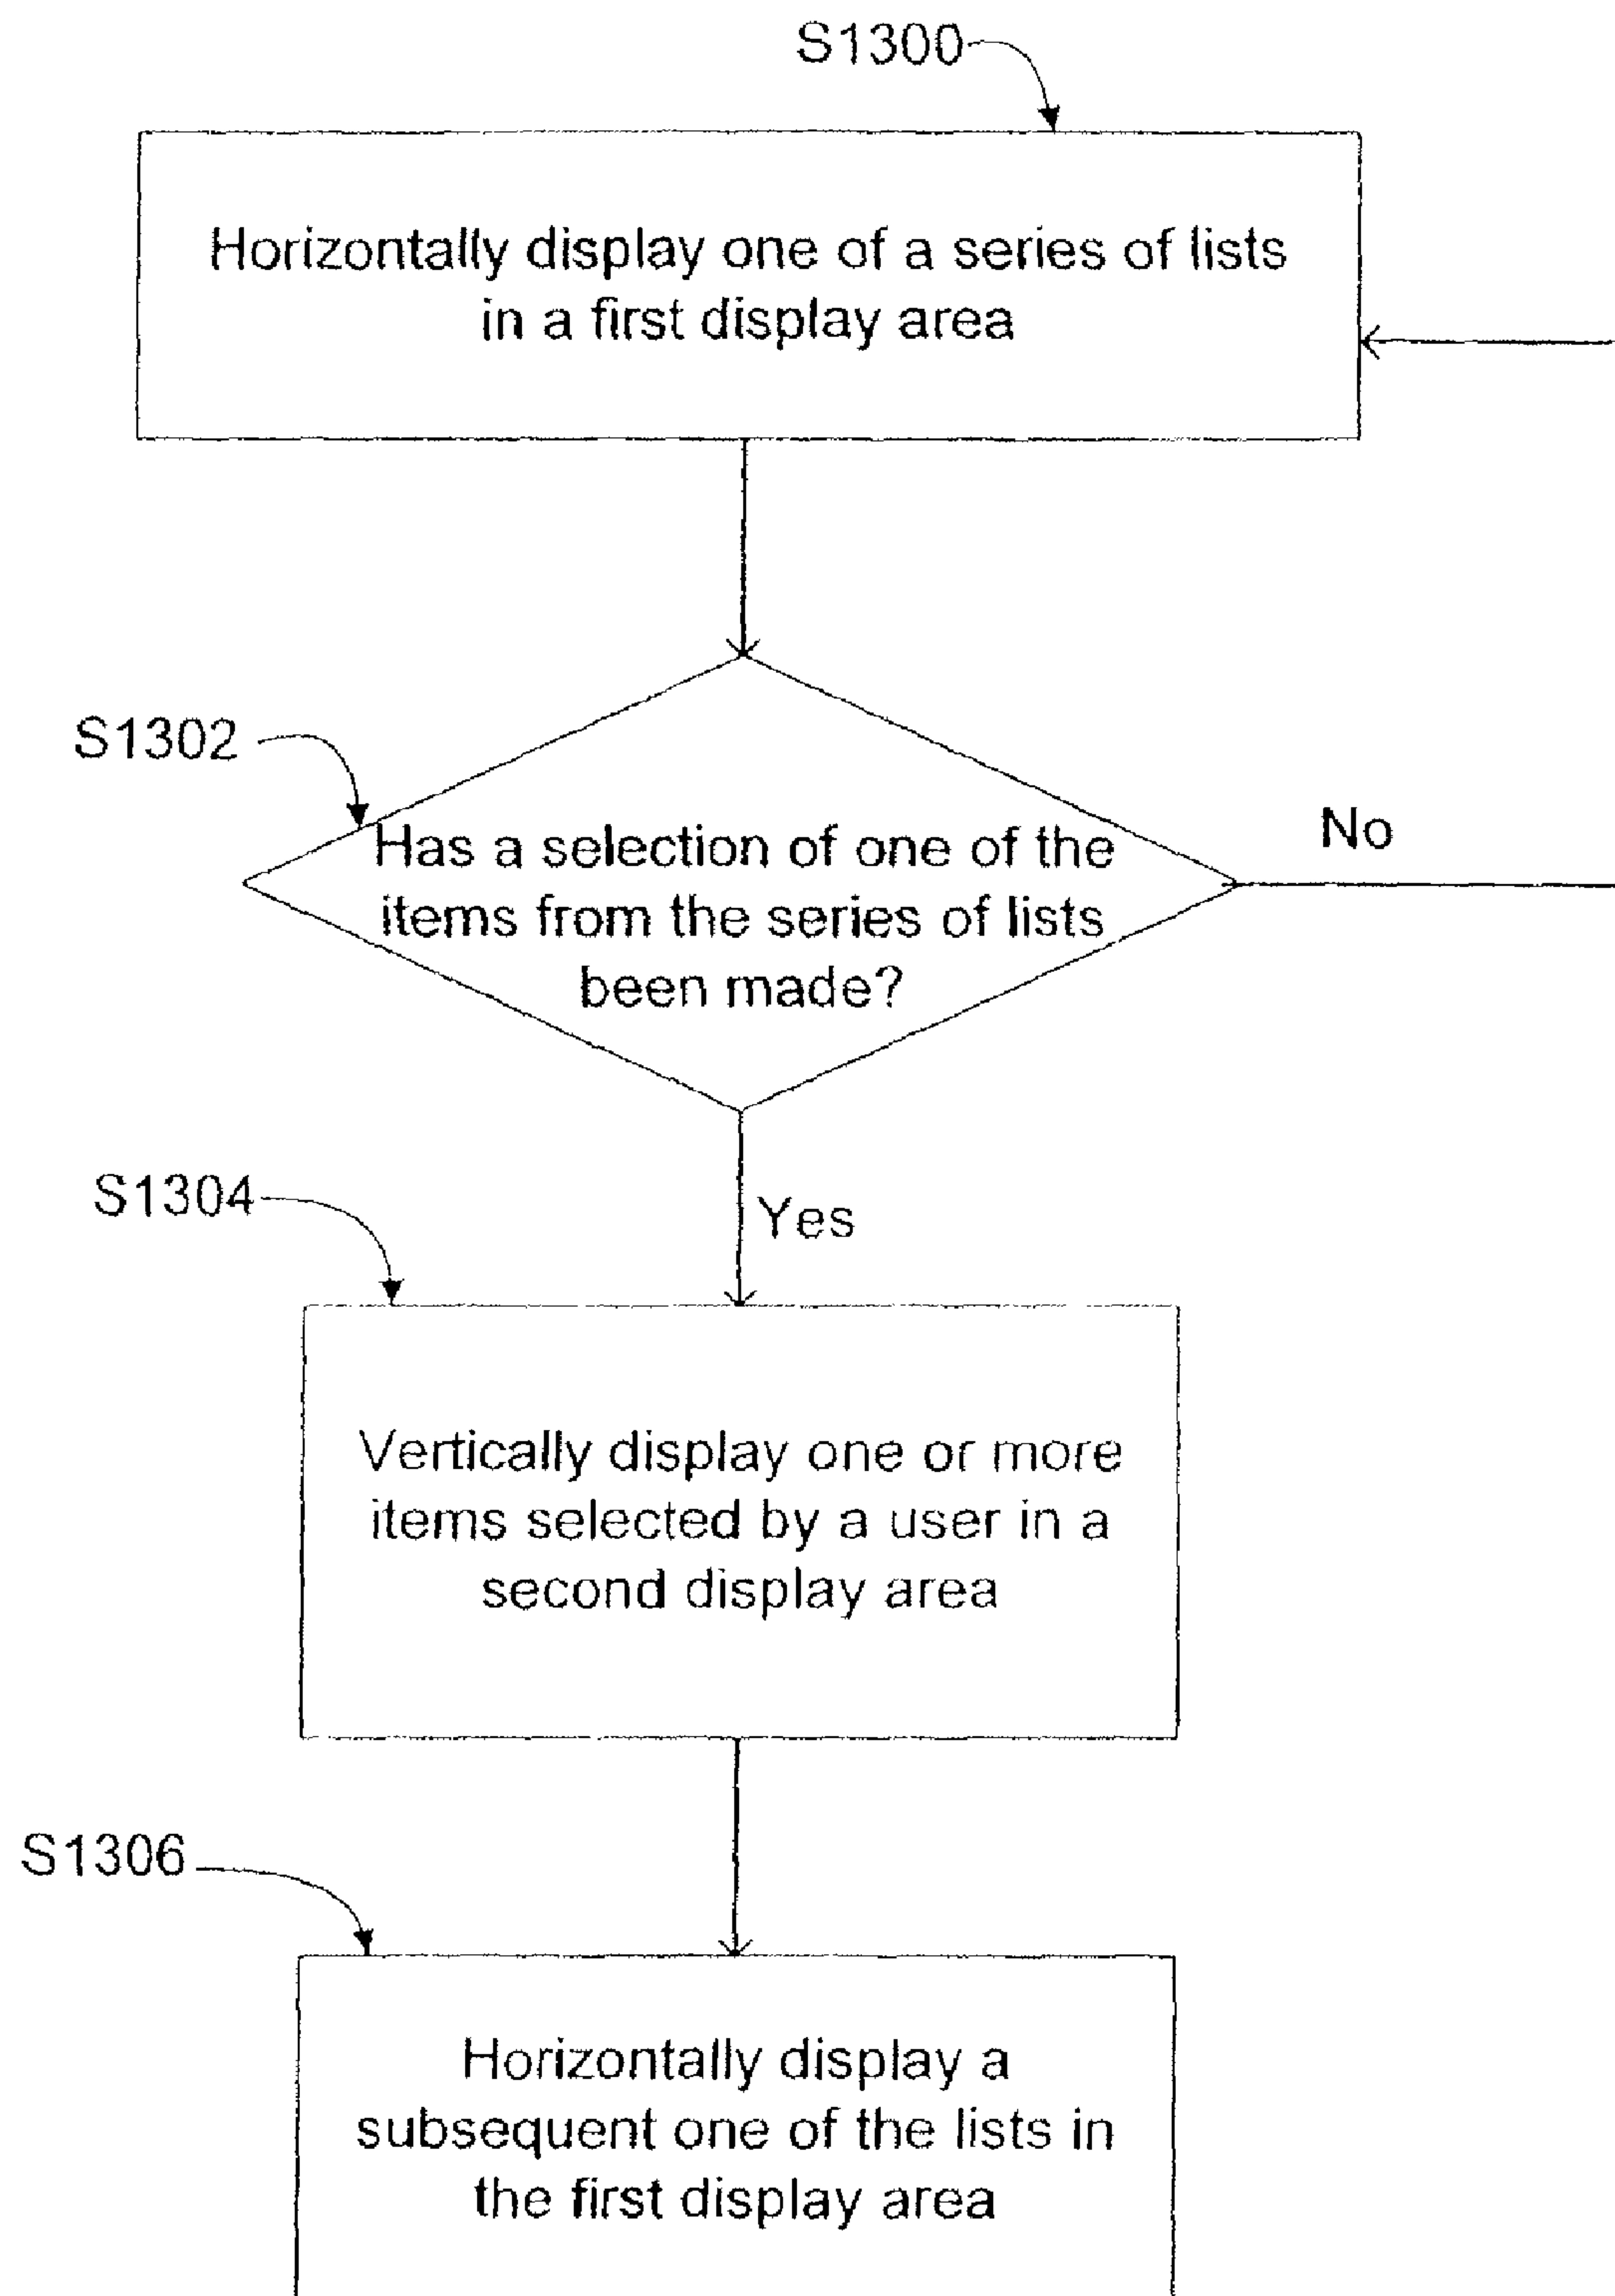 S1300
Horizontally display one of a series of lists
in a first display area
S1302
Has a selection of one of the
items from the series of lists
been made?
No
Yes
S1304
Vertically display one or more
items selected by a user in a
second display area
S1306
Horizontally display a
subsequent one of the lists in
the first display area